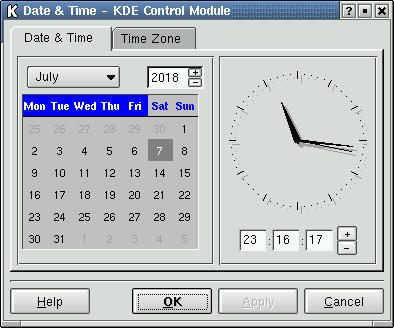 Date & Time - KDE Control Module
Date & Time
Time Zone
July
2018
Mon Tue Wed Thu Fri Sat Sun
25 26 27 28 29 30 1
2 3 4 5 6 7 8
9 10 11 12 13 14 15
16 17 18 19 20 21 22
23 24 25 26 27 28 29
30 31 1 2 3 4 5
23 : 16 : 17
Help
OK
Apply
Cancel